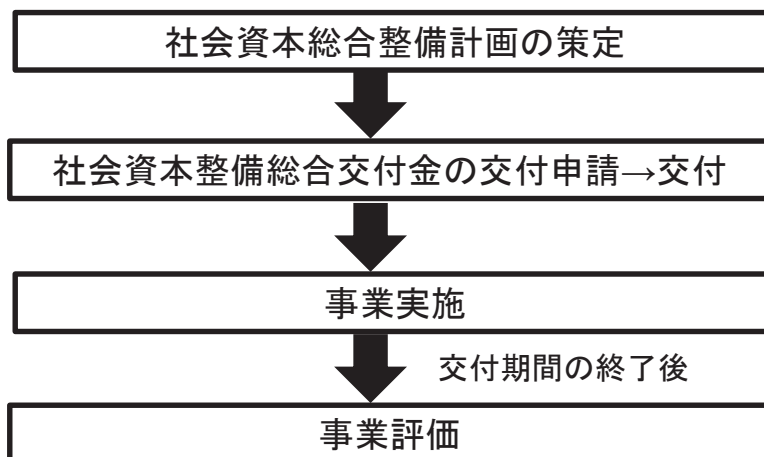 社会資本総合整備計画の策定
社会資本整備総合交付金の交付申請→交付
事業実施
交付期間の終了後
事業評価